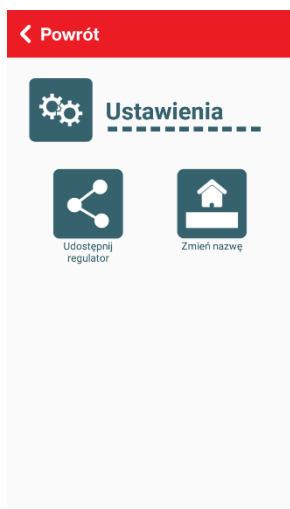 Powrót
Ustawienia
Udostępnij
regulator
Zmień nazwę